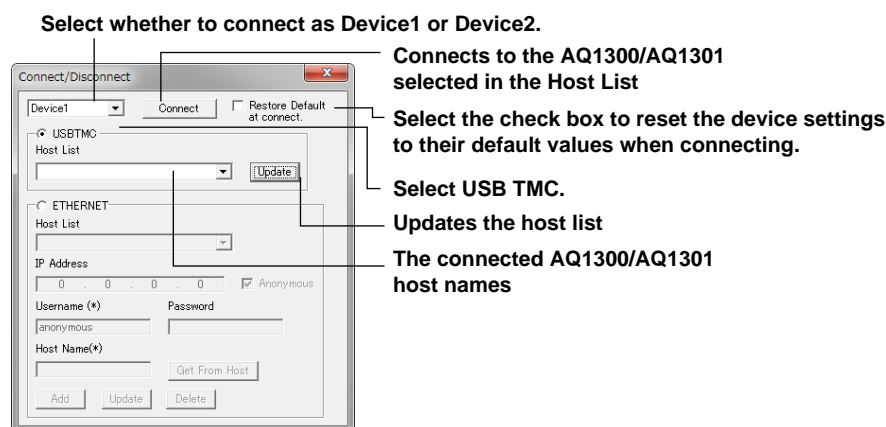 Select whether to connect as Device1 or Device2.
Connects to the AQ1300/AQ1301
selected in the Host List
Connect/Disconnect
x
Device1
Connect
Restore Default
at connect.
Select the check box to reset the device settings
to their default values when connecting.
USBTMC
Host List
Update
Select USB TMC.
Updates the host list
ETHERNET
Host List
The connected AQ1300/AQ1301
host names
IP Address
0 . 0 . 0 . 0
Anonymous
Username (*)
Password
anonymous
Host Name(*)
Get From Host
Add
Update
Delete